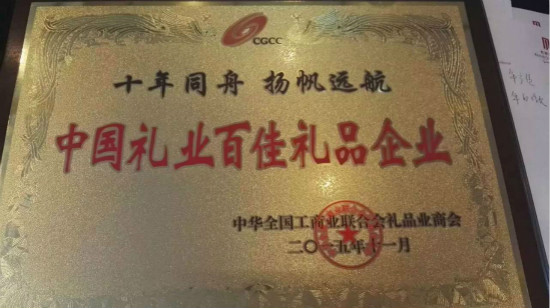 CGCC
十年同舟 扬帆远航
中国礼业百佳礼品企业
中华全国工商业联合会礼品业商会
二〇一五年十一月